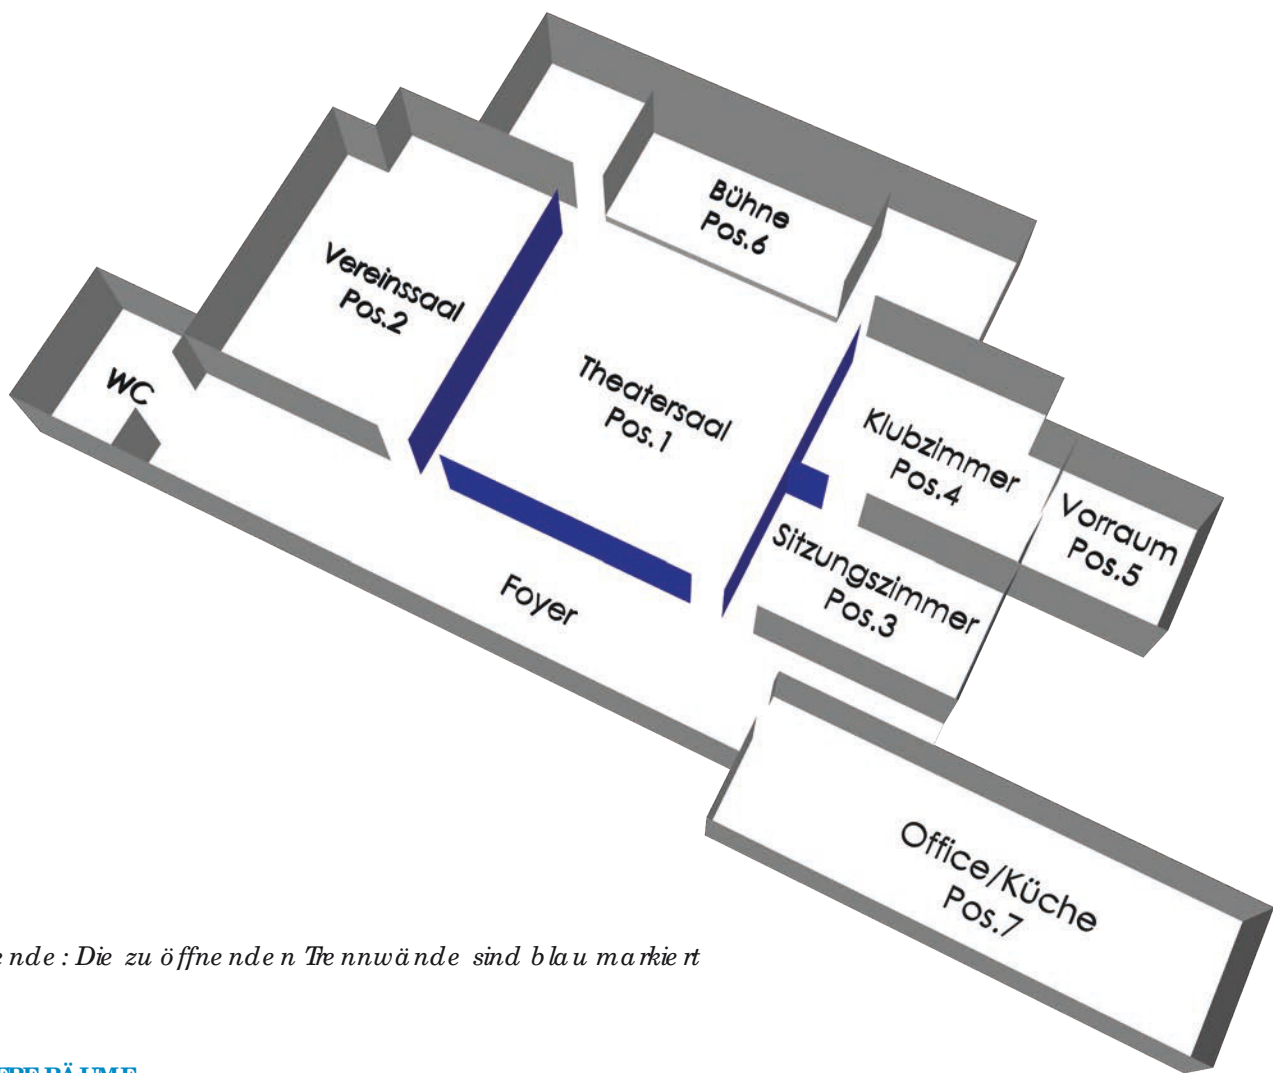 Bühne
Pos.6
Vereinssaal
Pos.2
Theatersaal
Pos.1
WC
Klubzimmer
Pos.4
Vorraum
Pos.5
Sitzungszimmer
Pos.3
Foyer
Office/Küche
Pos.7
ende: Die zu öffnenden Trennwände sind blau markiert